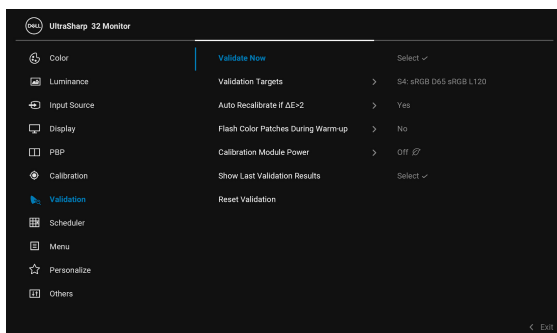 DELL UltraSharp 32 Monitor
Color
Luminance
Input Source
Display
PBP
Calibration
Validation
Scheduler
Menu
Personalize
Others
Validate Now Select
Validation Targets S4: sRGB D65 sRGB L120
Auto Recalibrate if ΔE>2 Yes
Flash Color Patches During Warm-up No
Calibration Module Power Off
Show Last Validation Results Select
Reset Validation
Exit